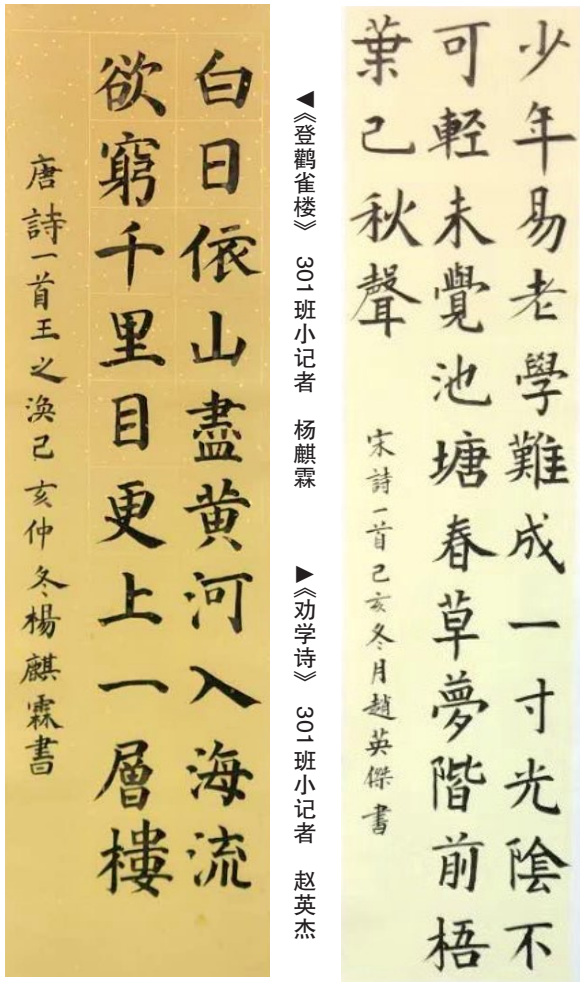 白日依山盡黄河入海流
欲窮千里目更上一層樓
唐詩一首王之渙己亥仲冬楊麒霖書
◀《登鹳雀楼》 301班小记者 杨麒霖
▶《劝学诗》 301班小记者 赵英杰
少年易老學難成一寸光陰不
可輕未覺池塘春草夢階前梧
葉己秋聲
宋詩一首己亥冬月趙英傑書